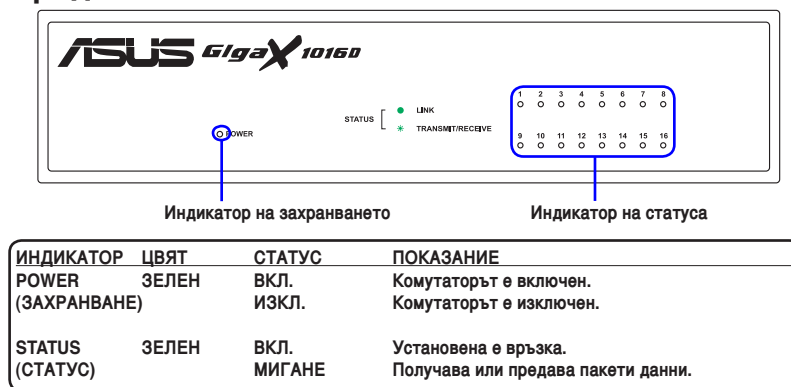 ASUS GigaX 1016D
1 2 3 4 5 6 7 8
STATUS LINK
TRANSMIT/RECEIVE
POWER
9 10 11 12 13 14 15 16
Индикатор на захранването Индикатор на статуса
ИНДИКАТОР ЦВЯТ СТАТУС ПОКАЗАНИЕ
POWER ЗЕЛЕН ВКЛ. Комутаторът е включен.
(ЗАХРАНВАНЕ) ИЗКЛ. Комутаторът е изключен.
STATUS ЗЕЛЕН ВКЛ. Установена е връзка.
(СТАТУС) МИГАНЕ Получава или предава пакети данни.